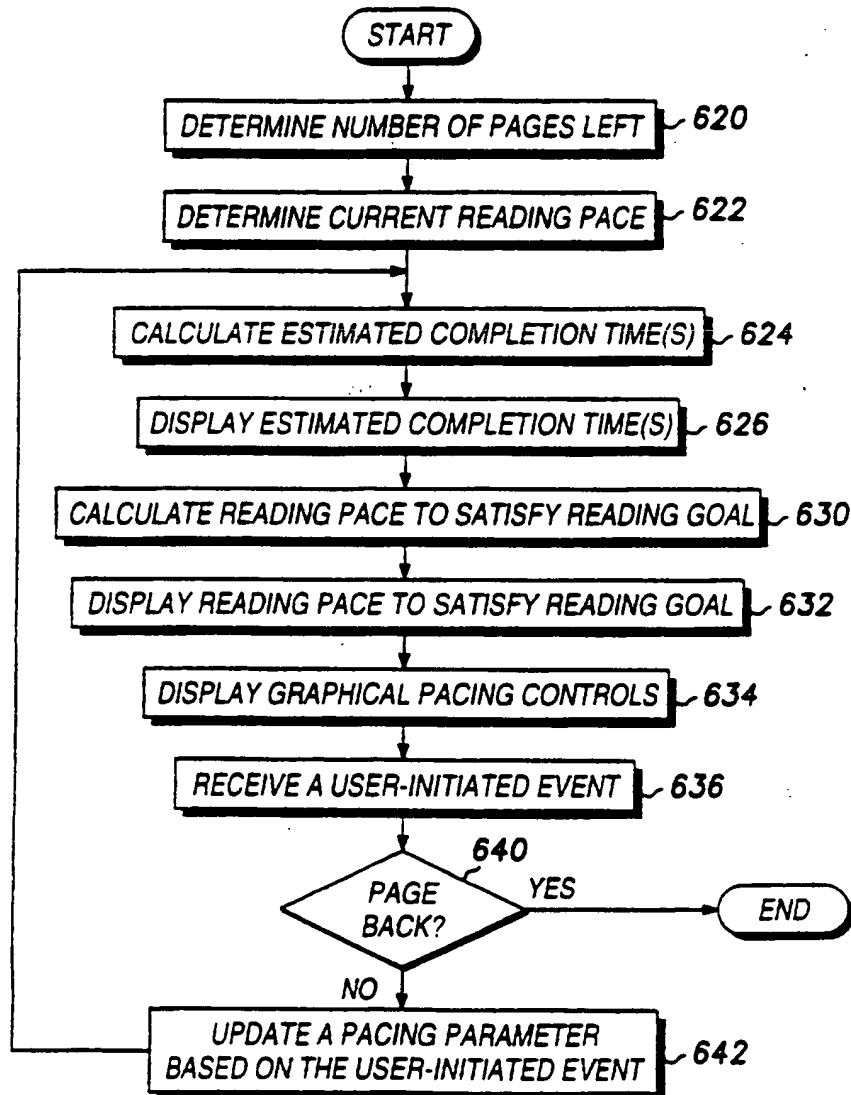 START
DETERMINE NUMBER OF PAGES LEFT 620
DETERMINE CURRENT READING PACE 622
CALCULATE ESTIMATED COMPLETION TIME(S) 624
DISPLAY ESTIMATED COMPLETION TIME(S) 626
CALCULATE READING PACE TO SATISFY READING GOAL 630
DISPLAY READING PACE TO SATISFY READING GOAL 632
DISPLAY GRAPHICAL PACING CONTROLS 634
RECEIVE A USER-INITIATED EVENT 636
640
PAGE
BACK?
YES
END
NO
UPDATE A PACING PARAMETER
BASED ON THE USER-INITIATED EVENT 642